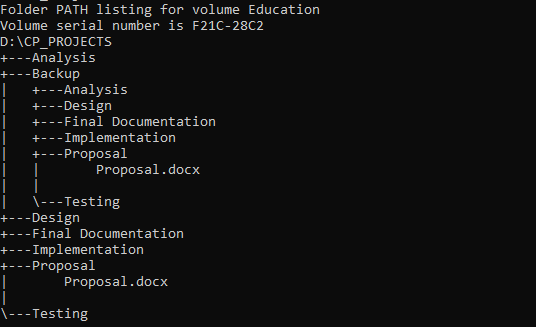 Folder PATH listing for volume Education
Volume serial number is F21C-28C2
D:\CP_PROJECTS
+---Analysis
+---Backup
|   +---Analysis
|   +---Design
|   +---Final Documentation
|   +---Implementation
|   +---Proposal
|   |       Proposal.docx
|   |
|   \---Testing
+---Design
+---Final Documentation
+---Implementation
+---Proposal
|       Proposal.docx
|
\---Testing